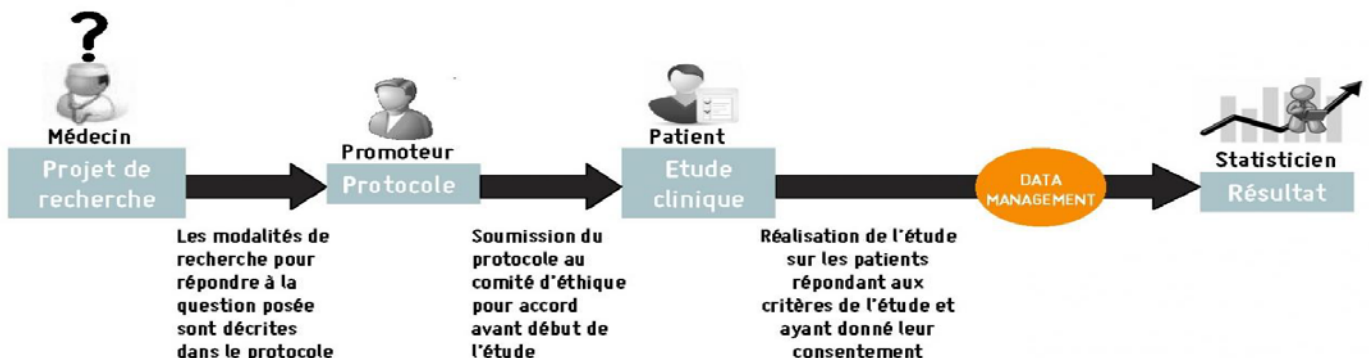 ?
Médecin
Projet de
recherche
Les modalités de
recherche pour
répondre à la
question posée
sont décrites
dans le protocole
Promoteur
Protocole
Soumission du
protocole au
comité d'éthique
pour accord
avant début de
l'étude
Patient
Etude
clinique
Réalisation de l'étude
sur les patients
répondant aux
critères de l'étude et
ayant donné leur
consentement
DATA
MANAGEMENT
Statisticien
Résultat